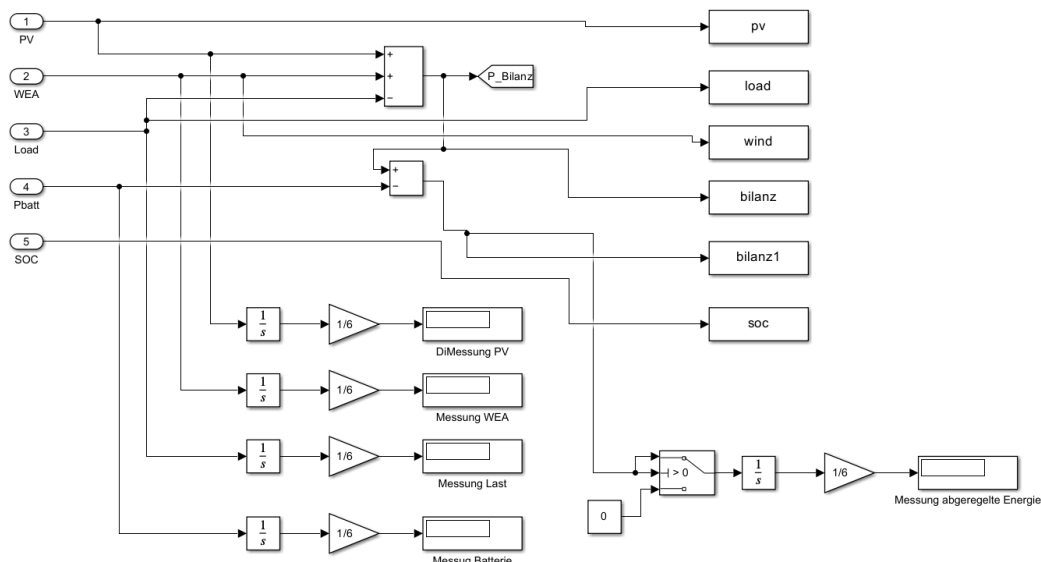 1
PV
pv
+
+
−
P_Bilanz
2
WEA
load
3
Load
wind
+
−
4
Pbatt
bilanz
5
SOC
bilanz1
soc
1
s
1/6
DiMessung PV
1
s
1/6
Messung WEA
1
s
1/6
Messung Last
> 0
0
1
s
1/6
Messung abgeregelte Energie
1
s
1/6
Messug Batterie